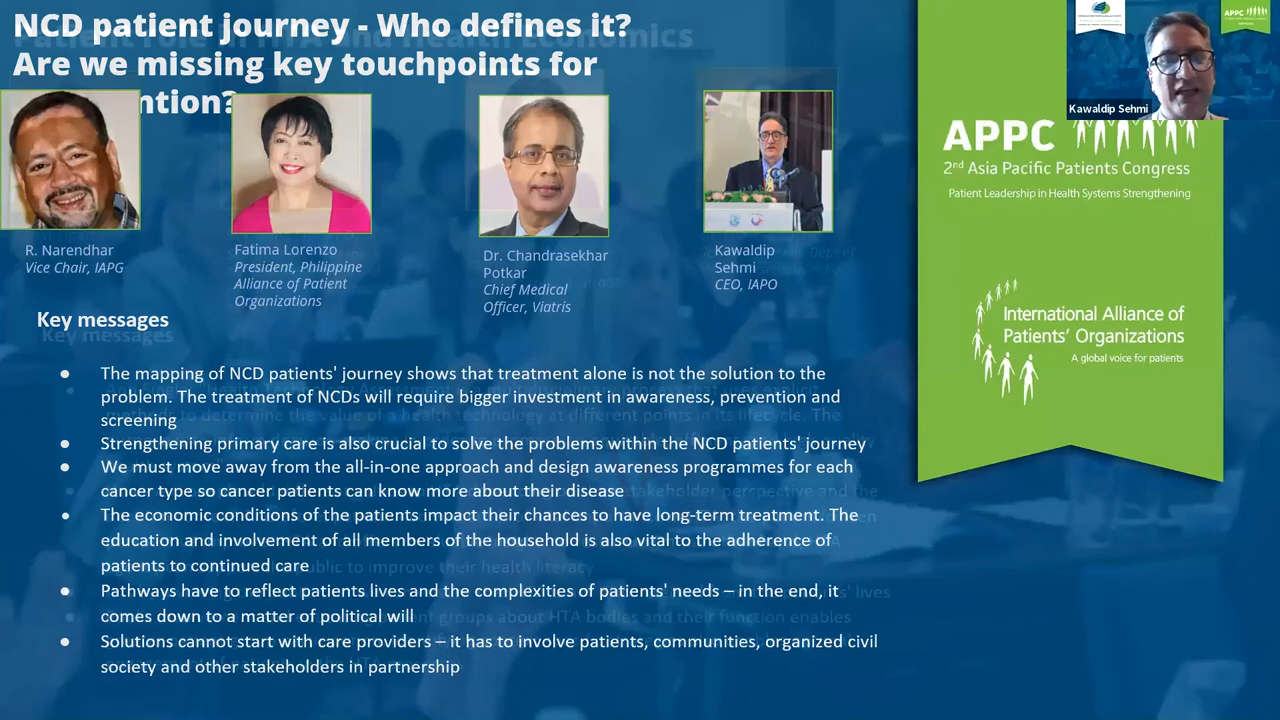 NCD patient journey - Who defines it?
Are we missing key touchpoints for
R. Narendhar
Vice Chair, IAPG
Fatima Lorenzo
President, Philippine
Alliance of Patient
Organizations
Dr. Chandrasekhar
Potkar
Chief Medical
Officer, Viatris
Kawaldip
Sehmi
CEO, IAPO
Key messages
● The mapping of NCD patients' journey shows that treatment alone is not the solution to the
problem. The treatment of NCDs will require bigger investment in awareness, prevention and
screening
● Strengthening primary care is also crucial to solve the problems within the NCD patients' journey
● We must move away from the all-in-one approach and design awareness programmes for each
cancer type so cancer patients can know more about their disease
● The economic conditions of the patients impact their chances to have long-term treatment. The
education and involvement of all members of the household is also vital to the adherence of
patients to continued care
● Pathways have to reflect patients lives and the complexities of patients' needs – in the end, it
comes down to a matter of political will
● Solutions cannot start with care providers – it has to involve patients, communities, organized civil
society and other stakeholders in partnership
APPC
Kawaldip Sehmi
APPC
2nd Asia Pacific Patients Congress
Patient Leadership in Health Systems Strengthening
International Alliance of
Patients' Organizations
A global voice for patients